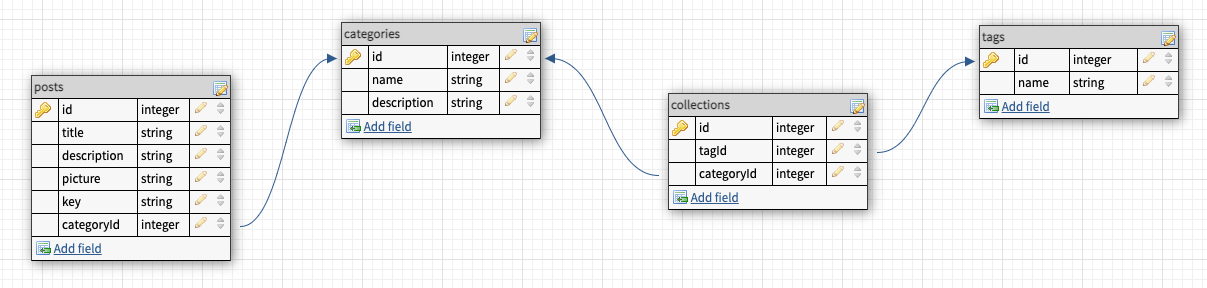 posts
id integer
title string
description string
picture string
key string
categoryId integer
Add field
categories
id integer
name string
description string
Add field
collections
id integer
tagId integer
categoryId integer
Add field
tags
id integer
name string
Add field